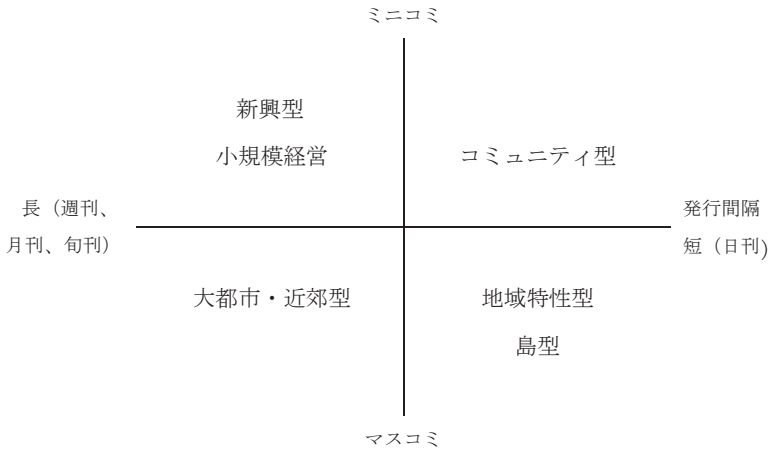 ミニコミ
新興型
小規模経営
コミュニティ型
長（週刊、
月刊、旬刊）
発行間隔
短（日刊)
大都市・近郊型
地域特性型
島型
マスコミ